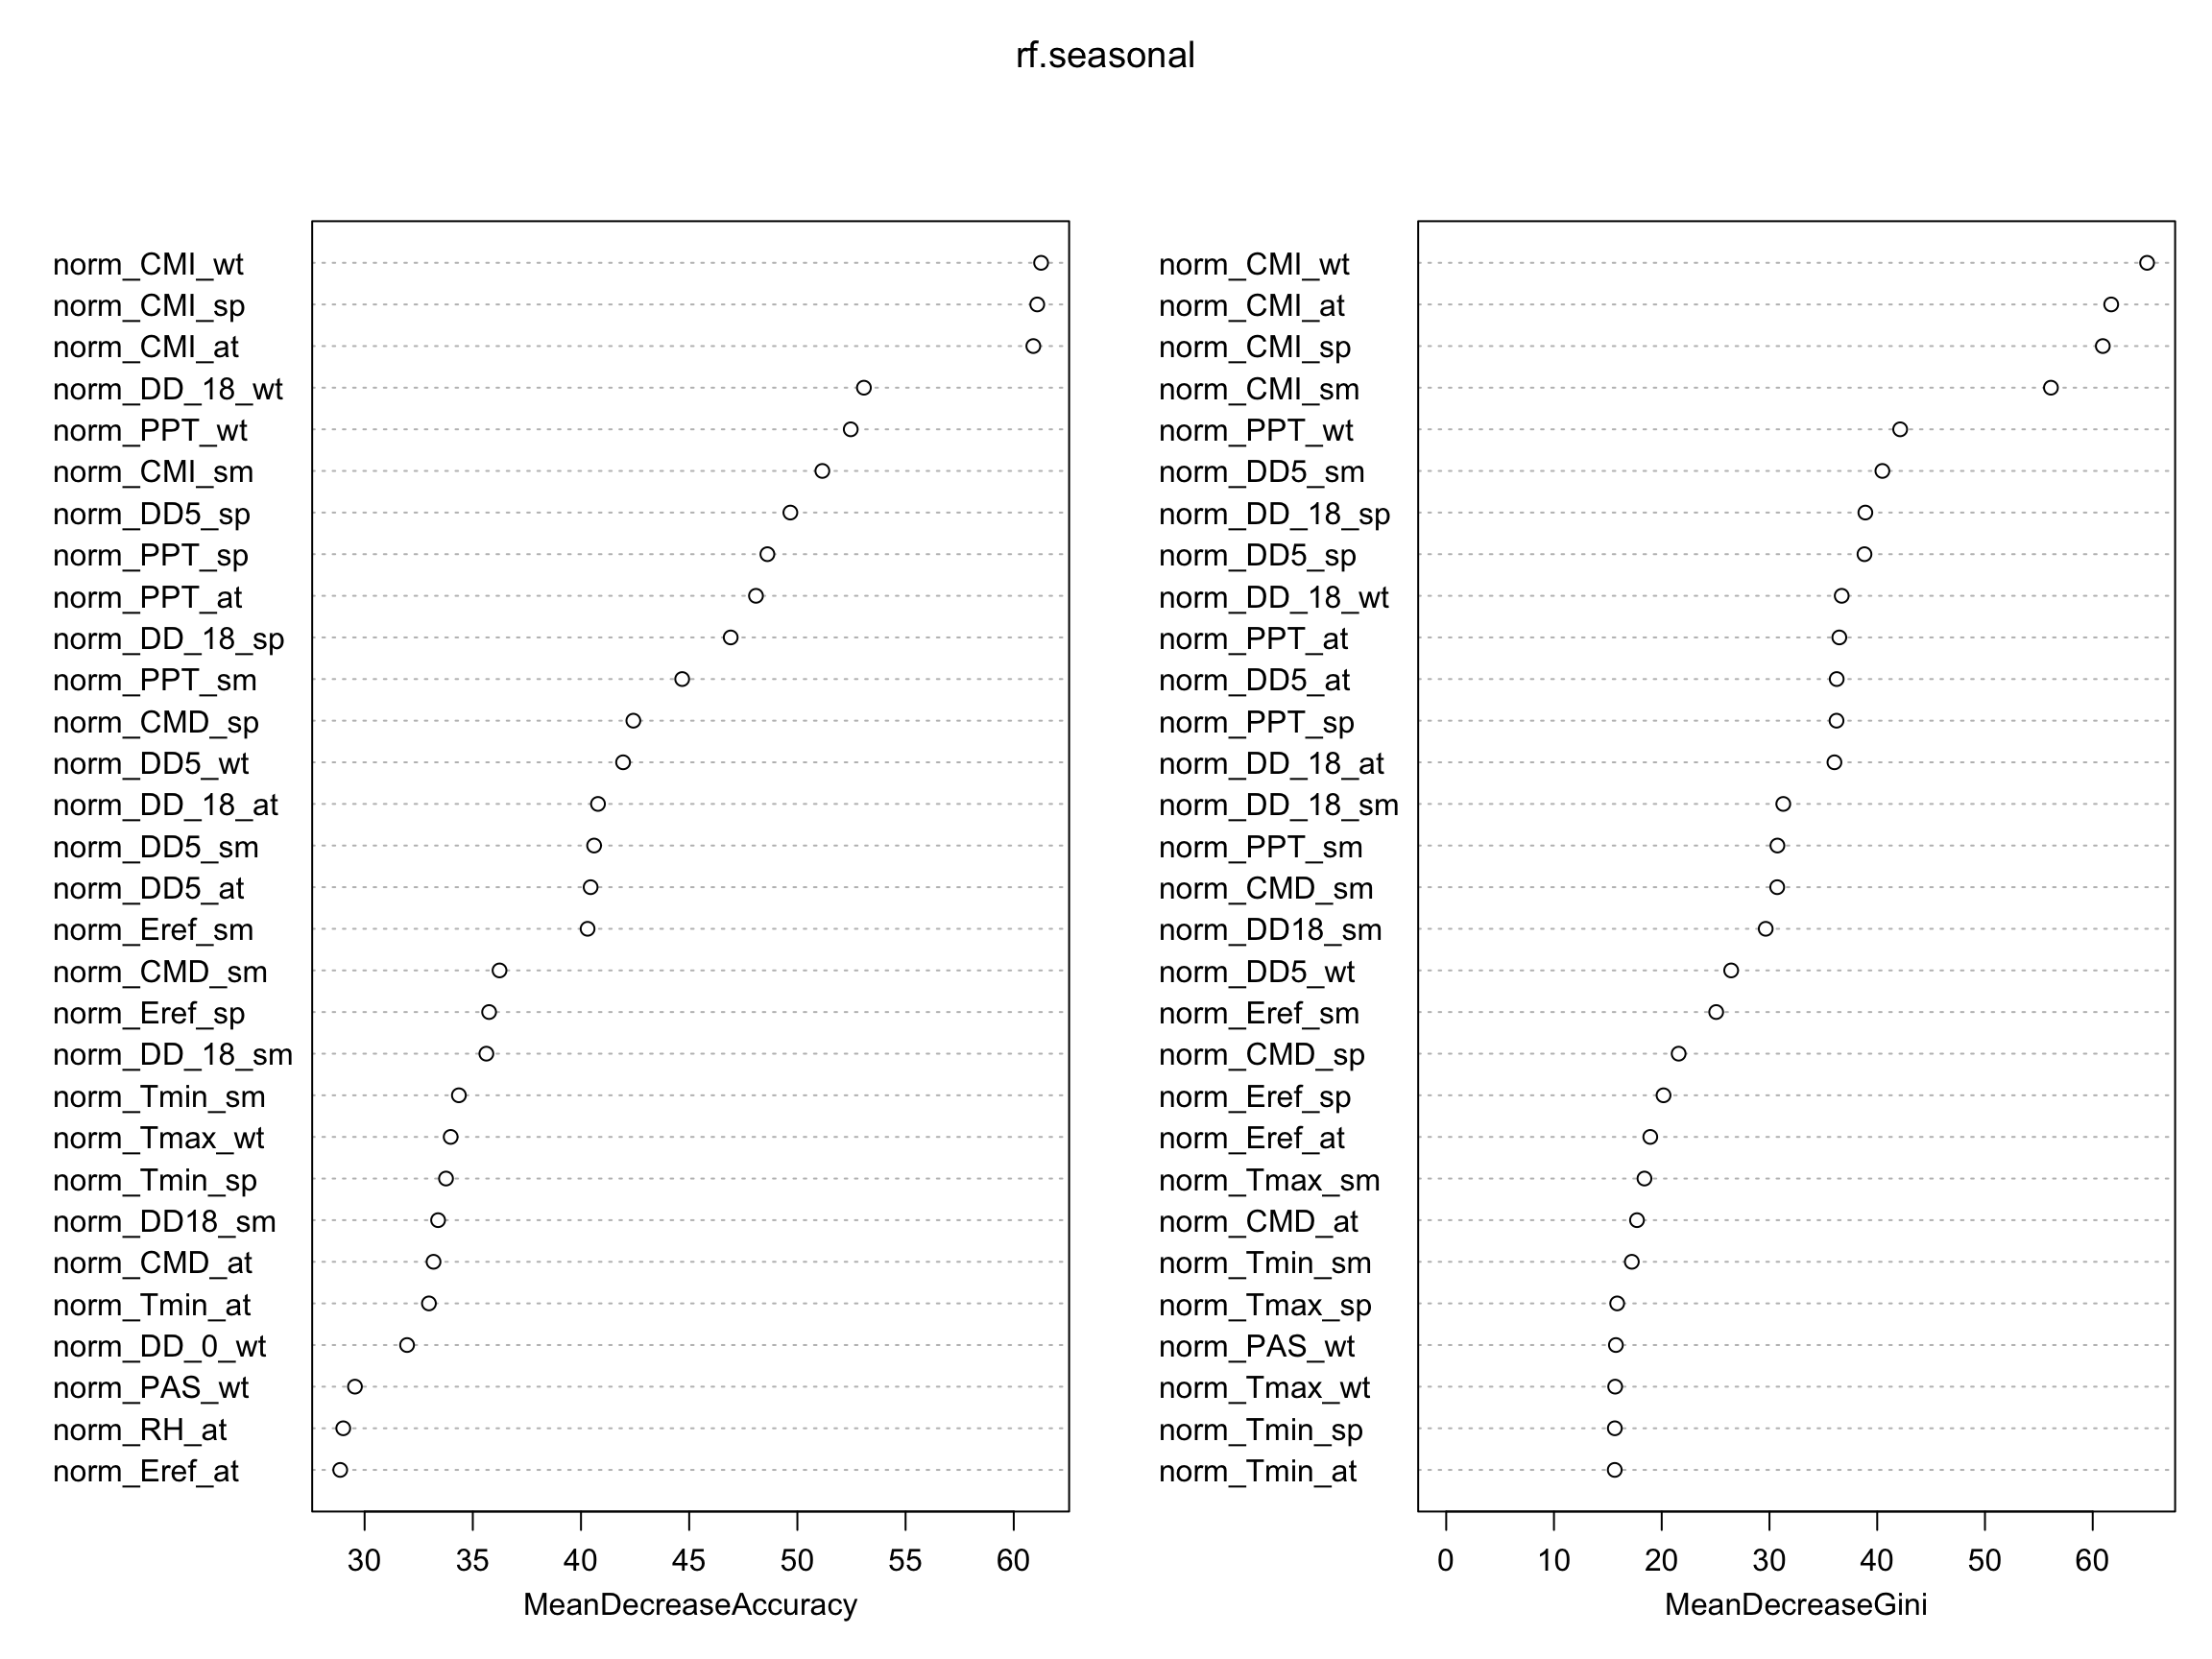 rf.seasonal
norm_CMI_wt
norm_CMI_sp
norm_CMI_at
norm_DD_18_wt
norm_PPT_wt
norm_CMI_sm
norm_DD5_sp
norm_PPT_sp
norm_PPT_at
norm_DD_18_sp
norm_PPT_sm
norm_CMD_sp
norm_DD5_wt
norm_DD_18_at
norm_DD5_sm
norm_DD5_at
norm_Eref_sm
norm_CMD_sm
norm_Eref_sp
norm_DD_18_sm
norm_Tmin_sm
norm_Tmax_wt
norm_Tmin_sp
norm_DD18_sm
norm_CMD_at
norm_Tmin_at
norm_DD_0_wt
norm_PAS_wt
norm_RH_at
norm_Eref_at
30 35 40 45 50 55 60
MeanDecreaseAccuracy
norm_CMI_wt
norm_CMI_at
norm_CMI_sp
norm_CMI_sm
norm_PPT_wt
norm_DD5_sm
norm_DD_18_sp
norm_DD5_sp
norm_DD_18_wt
norm_PPT_at
norm_DD5_at
norm_PPT_sp
norm_DD_18_at
norm_DD_18_sm
norm_PPT_sm
norm_CMD_sm
norm_DD18_sm
norm_DD5_wt
norm_Eref_sm
norm_CMD_sp
norm_Eref_sp
norm_Eref_at
norm_Tmax_sm
norm_CMD_at
norm_Tmin_sm
norm_Tmax_sp
norm_PAS_wt
norm_Tmax_wt
norm_Tmin_sp
norm_Tmin_at
0 10 20 30 40 50 60
MeanDecreaseGini